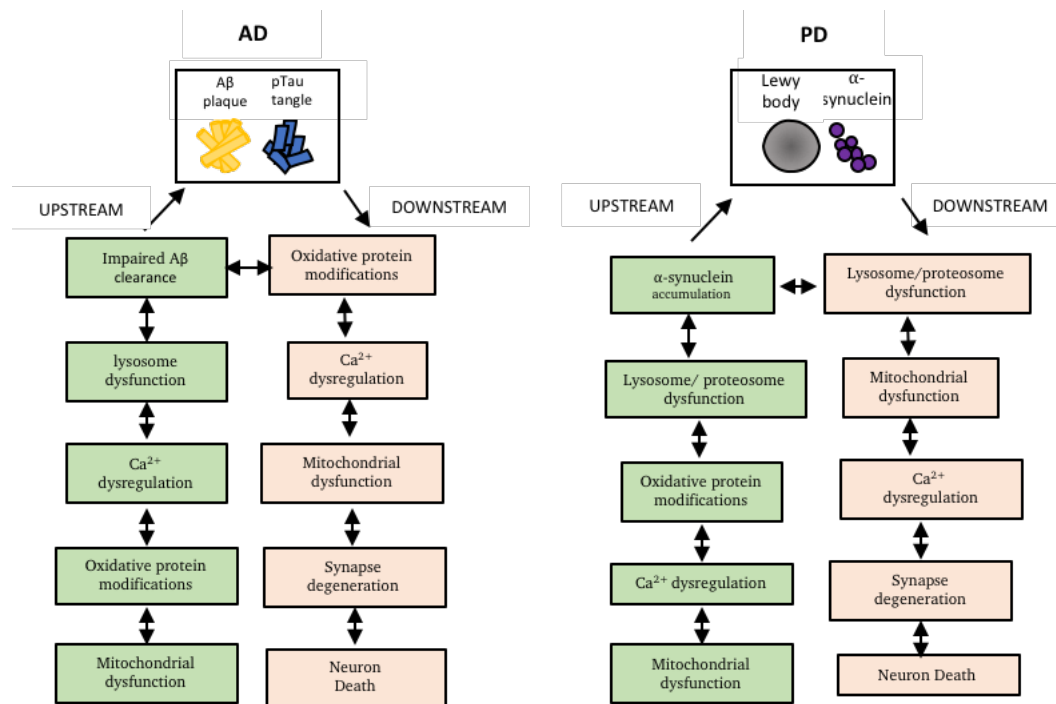 AD
Aβ
plaque
pTau
tangle
UPSTREAM
DOWNSTREAM
Impaired Aβ
clearance
Oxidative protein
modifications
lysosome
dysfunction
Ca²⁺
dysregulation
Ca²⁺
dysregulation
Mitochondrial
dysfunction
Oxidative protein
modifications
Synapse
degeneration
Mitochondrial
dysfunction
Neuron
Death
PD
Lewy
body
α-
synuclein
UPSTREAM
DOWNSTREAM
α-synuclein
accumulation
Lysosome/proteosome
dysfunction
Lysosome/ proteosome
dysfunction
Mitochondrial
dysfunction
Oxidative protein
modifications
Ca²⁺
dysregulation
Ca²⁺ dysregulation
Synapse
degeneration
Mitochondrial
dysfunction
Neuron Death